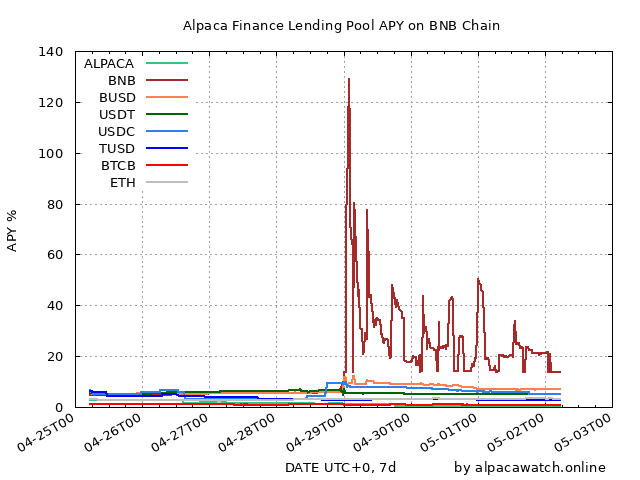 Alpaca Finance Lending Pool APY on BNB Chain
140
120
100
80
60
40
20
0
APY %
ALPACA
BNB
BUSD
USDT
USDC
TUSD
BTCB
ETH
04-25T00
04-26T00
04-27T00
04-28T00
04-29T00
04-30T00
05-01T00
05-02T00
05-03T00
DATE UTC+0, 7d
by alpacawatch.online